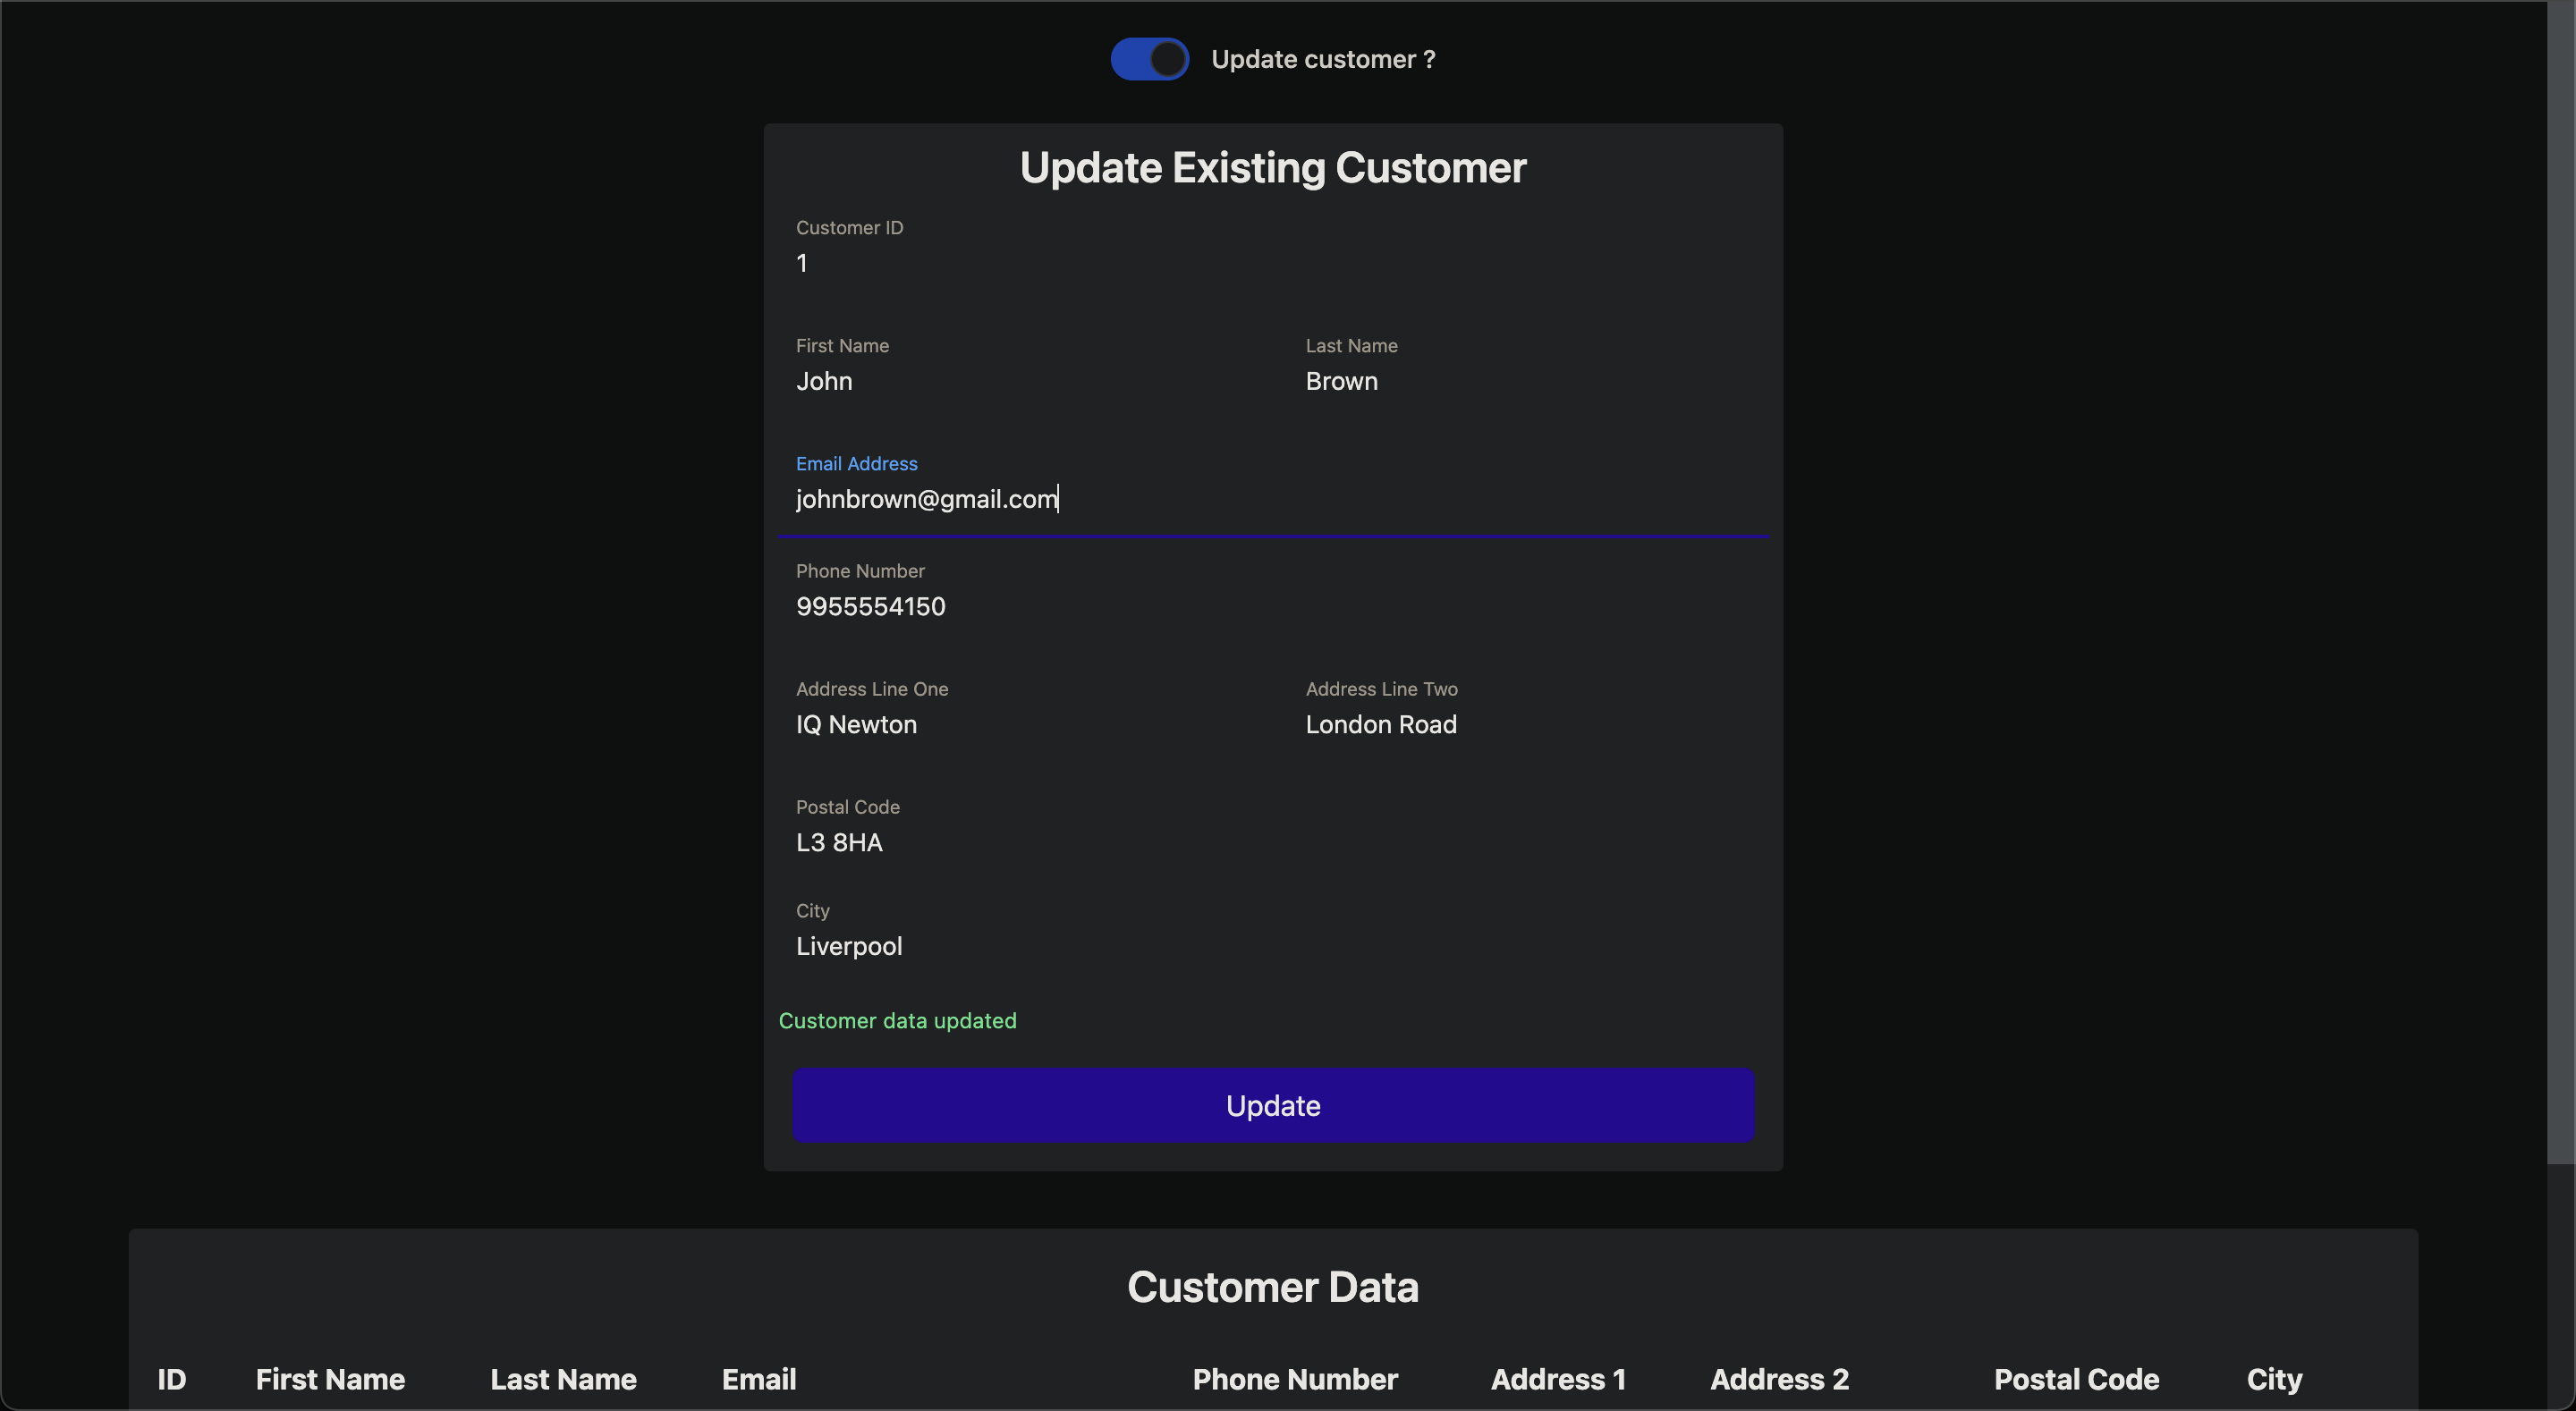 Update customer ?
Update Existing Customer
Customer ID
1
First Name Last Name
John Brown
Email Address
johnbrown@gmail.com
Phone Number
9955554150
Address Line One Address Line Two
IQ Newton London Road
Postal Code
L3 8HA
City
Liverpool
Customer data updated
Update
Customer Data
ID First Name Last Name Email Phone Number Address 1 Address 2 Postal Code City